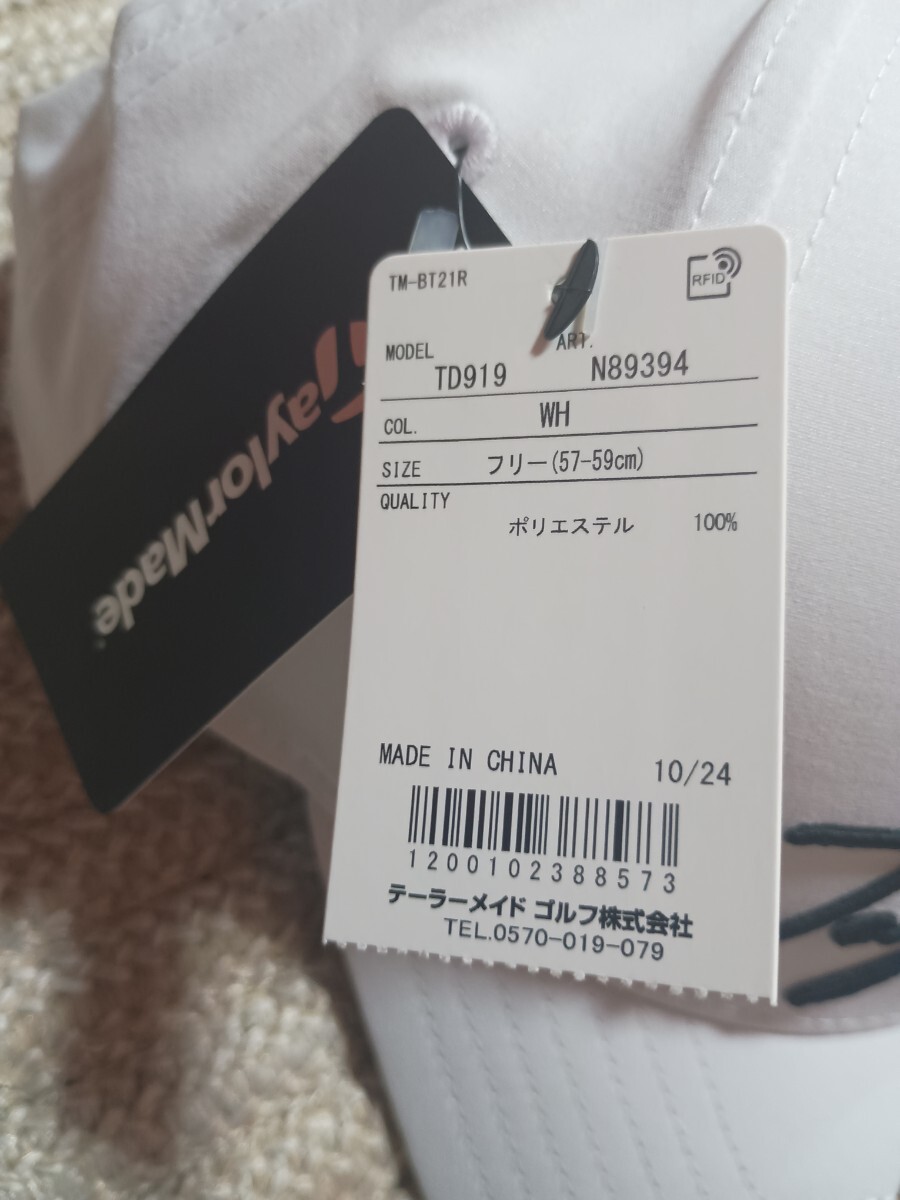 TaylorMade
TM-BT21R
RFID
MODEL TD919 ART. N89394
COL. WH
SIZE フリー(57-59cm)
QUALITY
ポリエステル 100%
MADE IN CHINA 10/24
1200102388573
テーラーメイド ゴルフ株式会社
TEL.0570-019-079